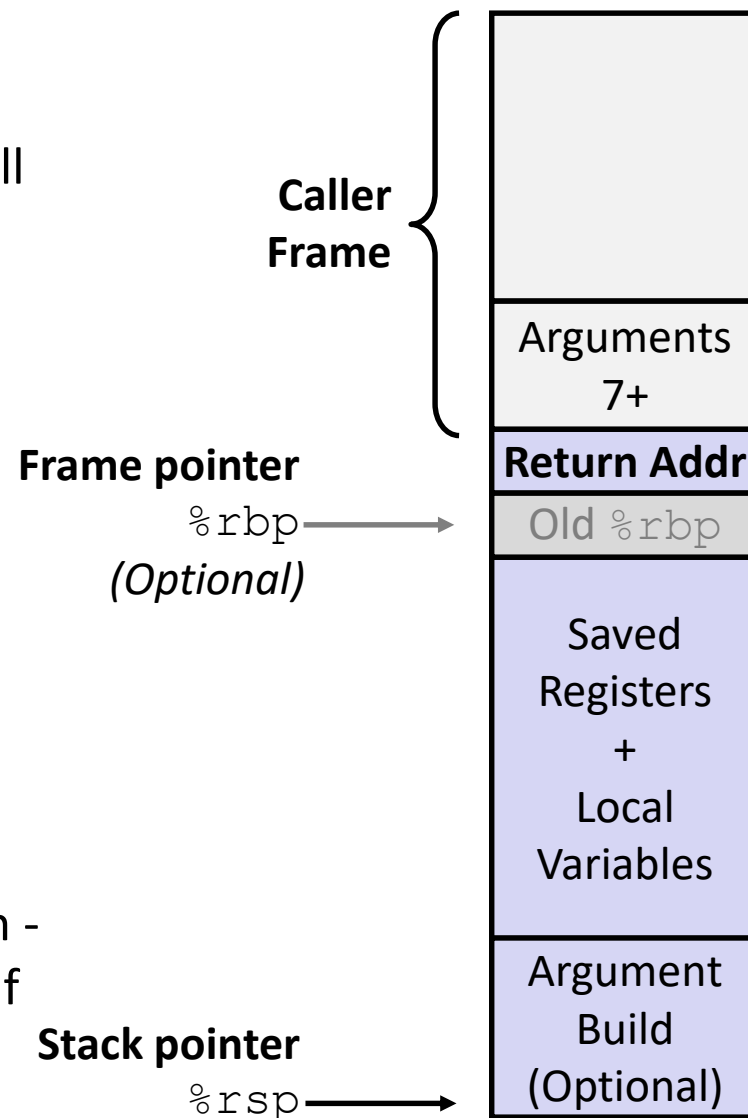 ll
Caller
Frame
Arguments
7+
Frame pointer
Return Addr
%rbp
Old %rbp
(Optional)
Saved
Registers
+
Local
Variables
n -
f
Argument
Build
(Optional)
Stack pointer
%rsp